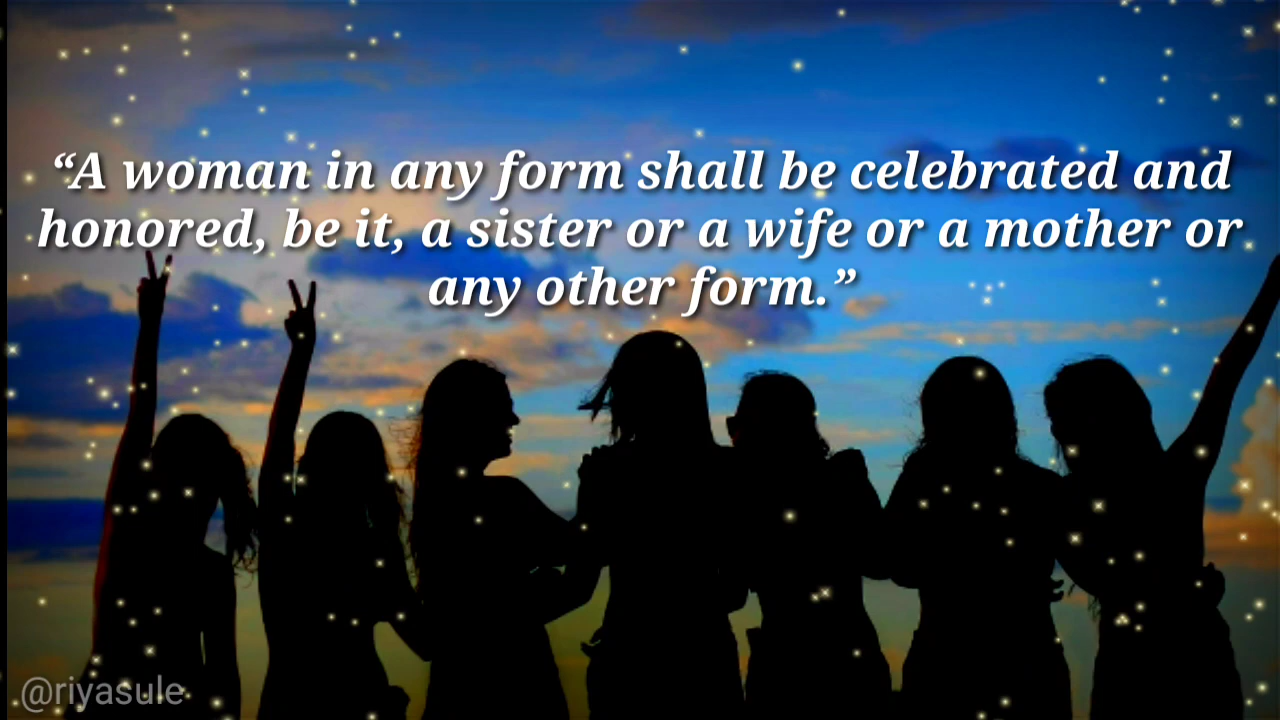 “A woman in any form shall be celebrated and
honored, be it, a sister or a wife or a mother or
any other form.”
@riyasule